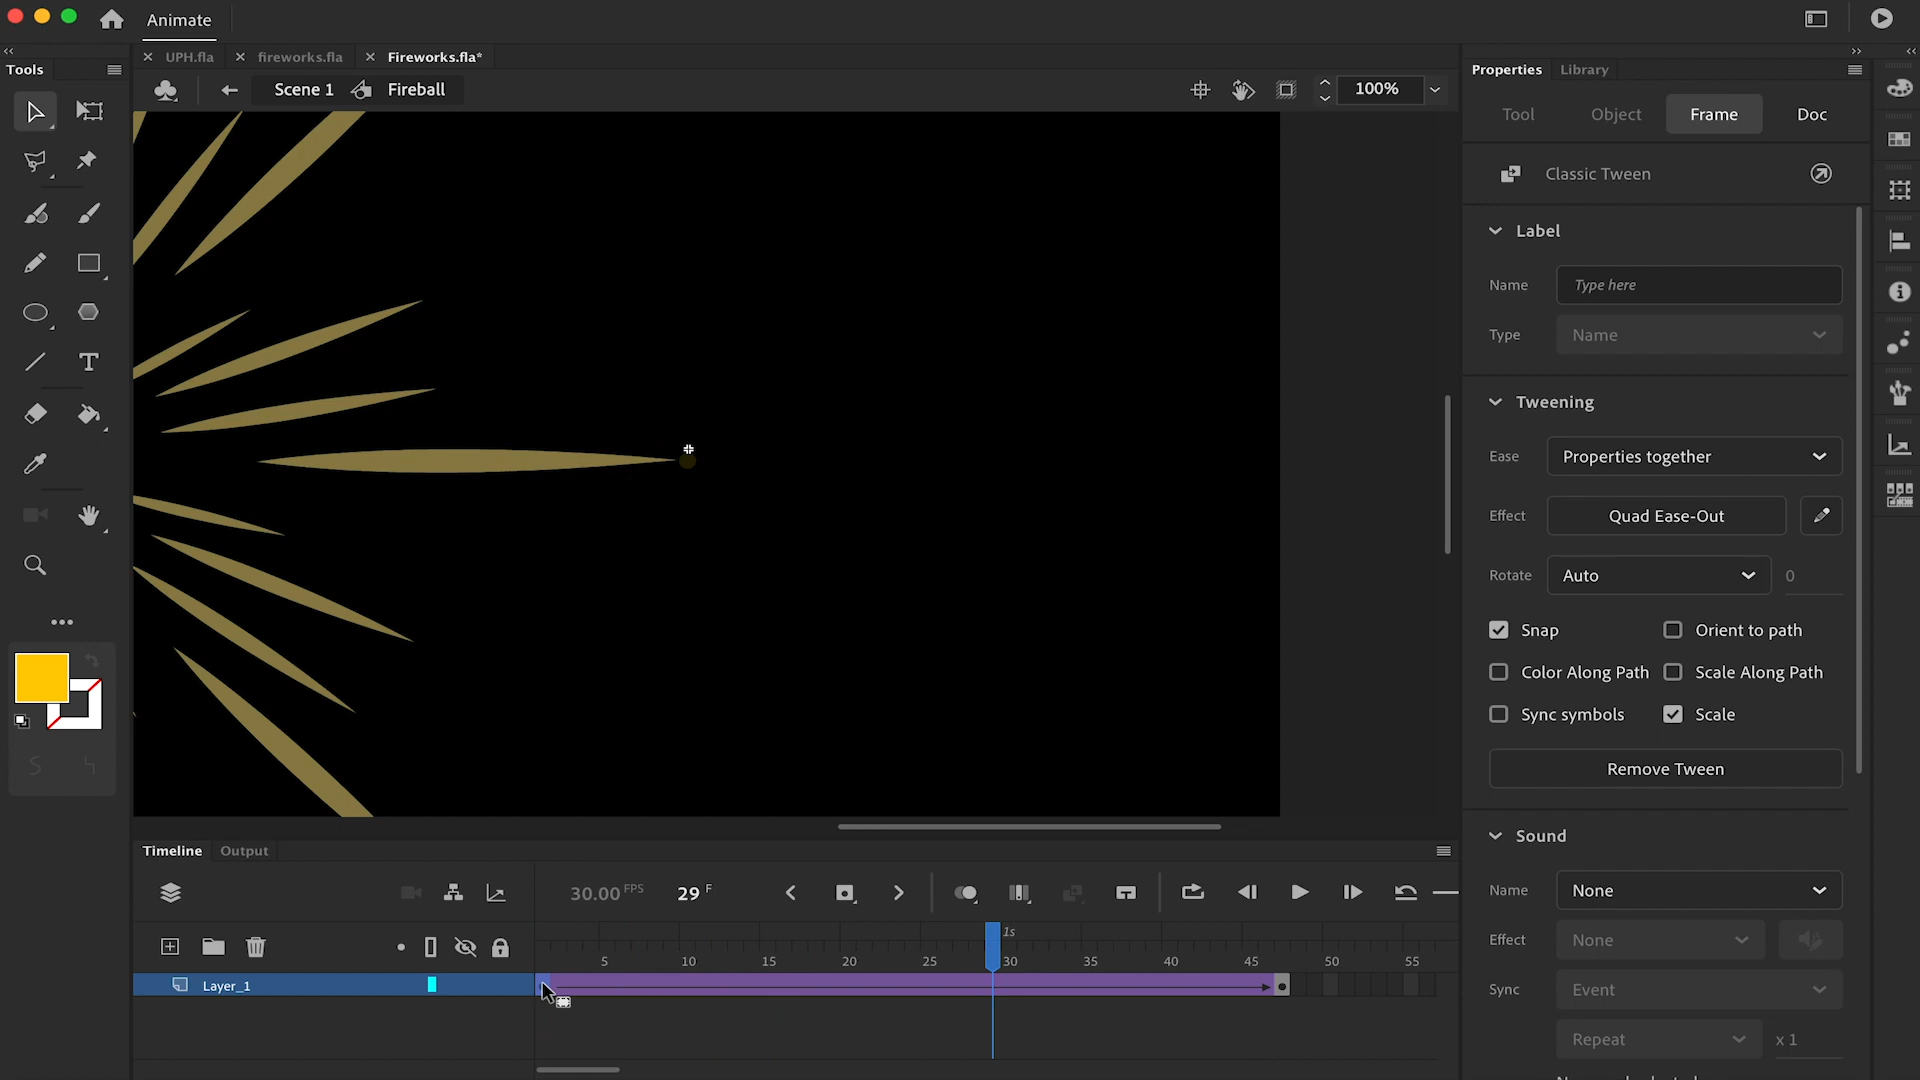 Animate
UPH.fla
fireworks.fla
Fireworks.fla*
Tools
Scene 1
Fireball
100%
Properties
Library
Tool
Object
Frame
Doc
Classic Tween
Label
Name
Type here
Type
Name
Tweening
Ease
Properties together
Effect
Quad Ease-Out
Rotate
Auto
0
Snap
Orient to path
Color Along Path
Scale Along Path
Sync symbols
Scale
Remove Tween
Sound
Name
None
Effect
None
Sync
Event
Repeat
x 1
Timeline
Output
30.00 FPS
29 F
1s
5 10 15 20 25 30 35 40 45 50 55
Layer_1